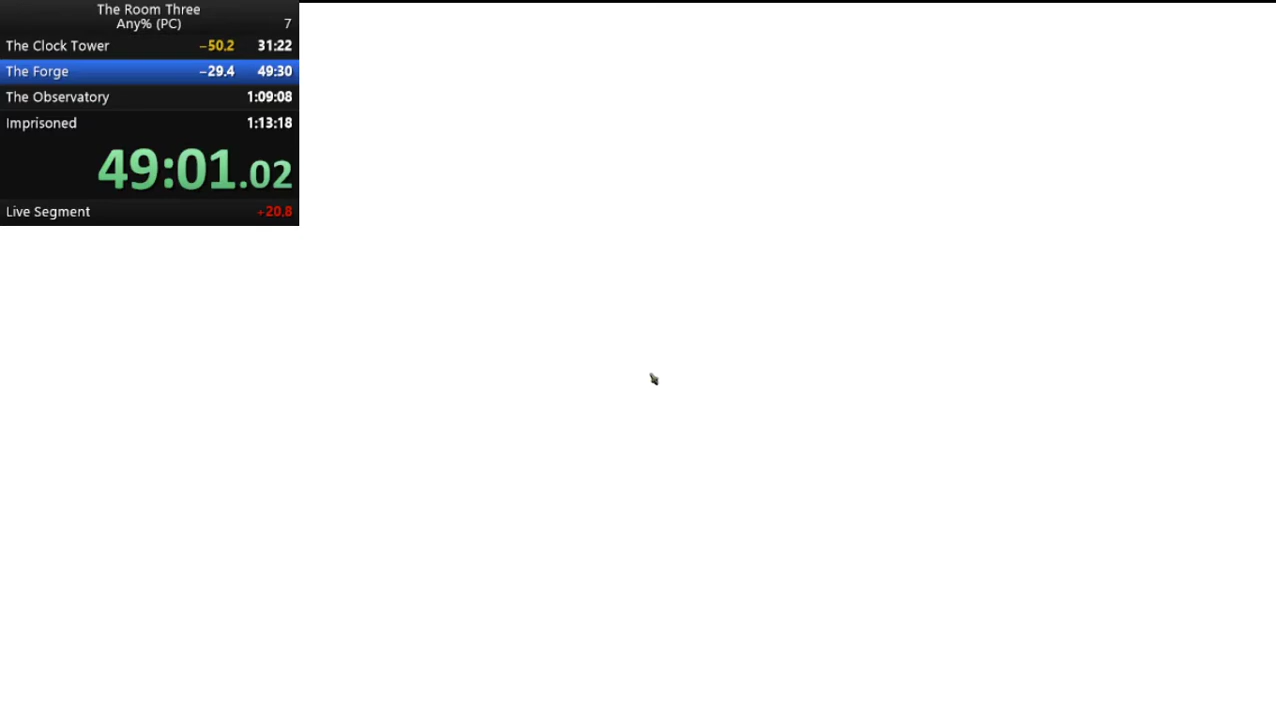 The Room Three
Any% (PC) 7
The Clock Tower −50.2 31:22
The Forge −29.4 49:30
The Observatory 1:09:08
Imprisoned 1:13:18
49:01.02
Live Segment +20.8